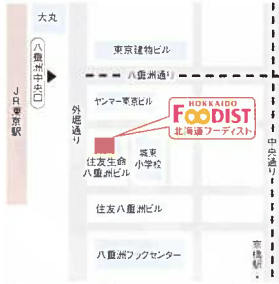 大丸
JR東京駅
八重洲中央口
外堀通り
東京建物ビル
八重洲通り
ヤンマー東京ビル
HOKKAIDO
FOODIST
北海道フーディスト
住友生命
八重洲ビル
城東
小学校
中央通り
住友八重洲ビル
八重洲ブックセンター
京橋駅